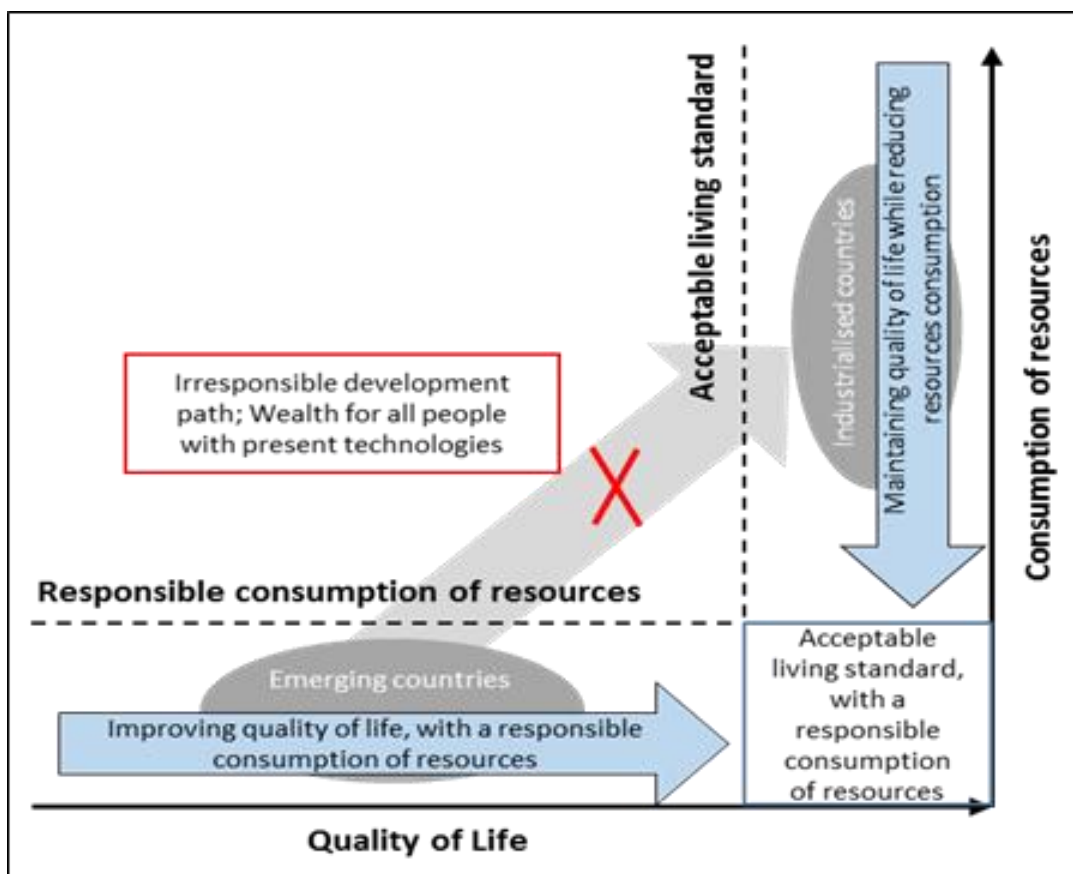 Acceptable living standard
Industrialised countries
Maintaining quality of life while reducing
resources consumption
Consumption of resources
Irresponsible development
path; Wealth for all people
with present technologies
Responsible consumption of resources
Emerging countries
Improving quality of life, with a responsible
consumption of resources
Acceptable
living standard,
with a
responsible
consumption
of resources
Quality of Life